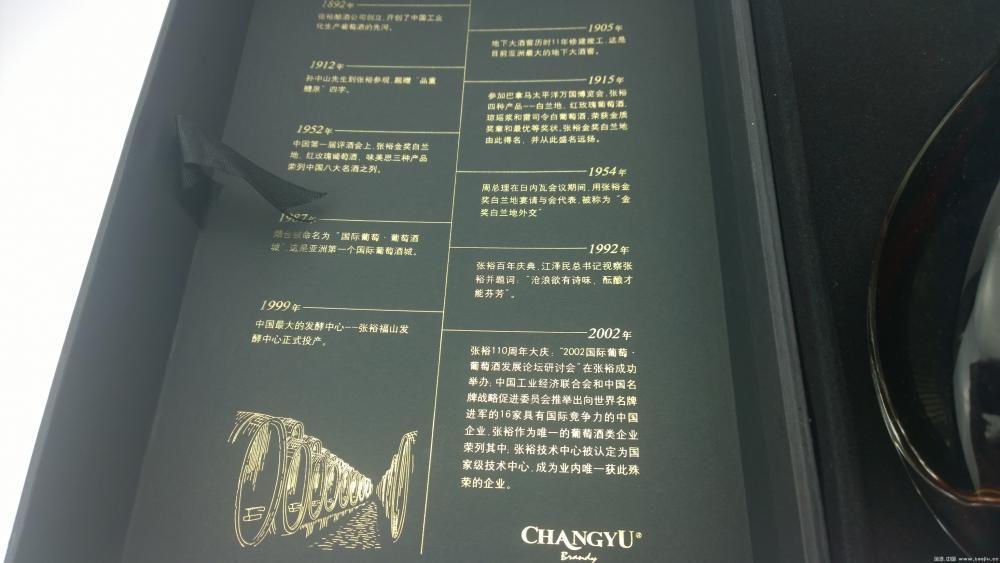 1892年
张裕酿酒公司创立,开创了中国工业
化生产葡萄酒的先河。
1905年
地下大酒窖历时11年修建竣工,这是
目前亚洲最大的地下大酒窖。
1912年
孙中山先生到张裕参观,题赠“品重
醴泉”四字。
1915年
参加巴拿马太平洋万国博览会,张裕
四种产品--白兰地、红玫瑰葡萄酒,
琼瑶浆和雷司令白葡萄酒,荣获金质
奖章和最优等奖状。张裕金奖白兰地
由此得名,并从此盛名远扬。
1952年
中国第一届评酒会上,张裕金奖白兰
地、红玫瑰葡萄酒、味美思三种产品
荣列中国八大名酒之列。
1954年
周总理在日内瓦会议期间,用张裕金
奖白兰地宴请与会代表,被称为“金
奖白兰地外交”
1987年
烟台被命名为“国际葡萄·葡萄酒
城”,这是亚洲第一个国际葡萄酒城。
1992年
张裕百年庆典,江泽民总书记视察张
裕并题词:“沧浪欲有诗味,酝酿才
能芬芳”。
1999年
中国最大的发酵中心--张裕福山发
酵中心正式投产。
2002年
张裕110周年大庆:“2002国际葡萄·
葡萄酒发展论坛研讨会”在张裕成功
举办;中国工业经济联合会和中国名
牌战略促进委员会推举出向世界名牌
进军的16家具有国际竞争力的中国
企业,张裕作为唯一的葡萄酒类企业
荣列其中;张裕技术中心被认定为国
家级技术中心,成为业内唯一获此殊
荣的企业。
CHANGYU®
Brandy